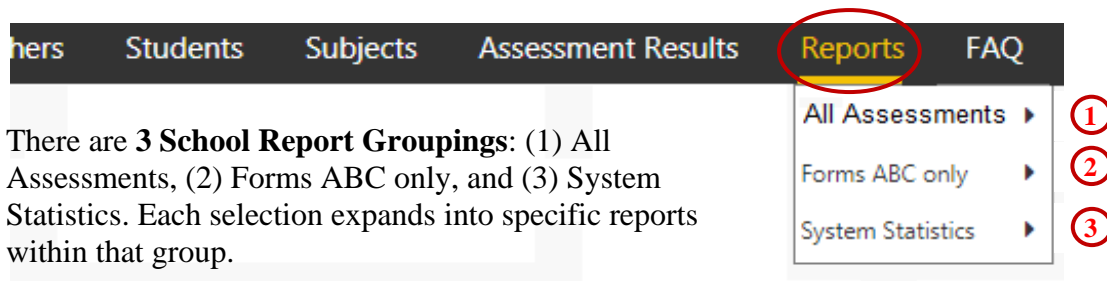 hers Students Subjects Assessment Results Reports FAQ
All Assessments 1
Forms ABC only 2
System Statistics 3
There are 3 School Report Groupings: (1) All
Assessments, (2) Forms ABC only, and (3) System
Statistics. Each selection expands into specific reports
within that group.